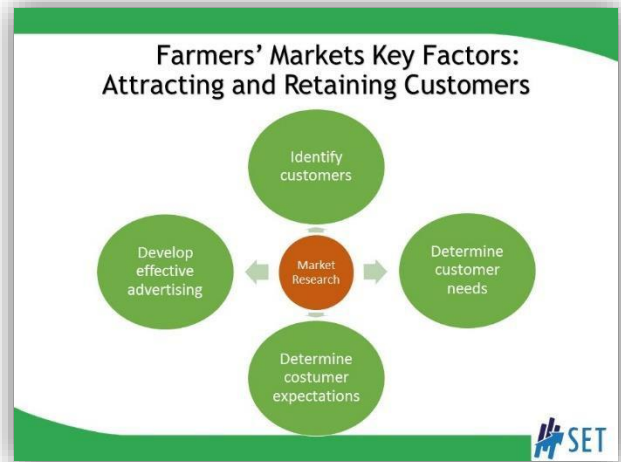 Farmers’ Markets Key Factors:
Attracting and Retaining Customers
Identify
customers
Develop
effective
advertising
Market
Research
Determine
customer
needs
Determine
costumer
expectations
SET